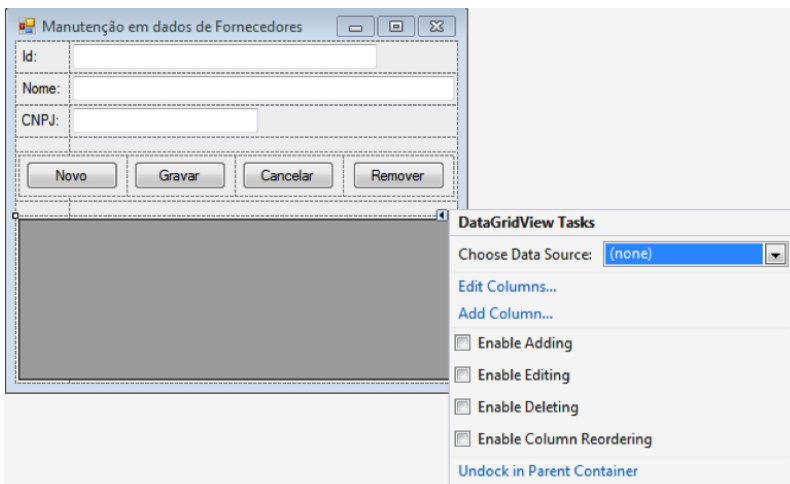 Manutenção em dados de Fornecedores
Id:
Nome:
CNPJ:
Novo Gravar Cancelar Remover
DataGridView Tasks
Choose Data Source: (none)
Edit Columns...
Add Column...
Enable Adding
Enable Editing
Enable Deleting
Enable Column Reordering
Undock in Parent Container